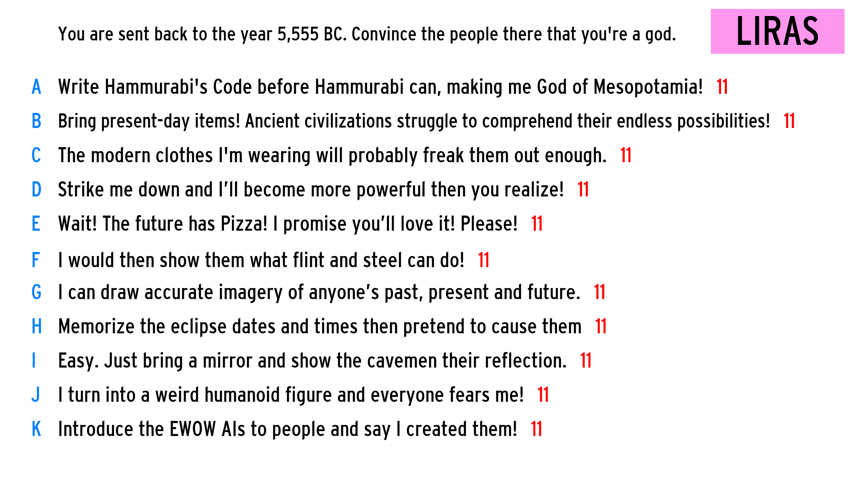 You are sent back to the year 5,555 BC. Convince the people there that you're a god.
LIRAS
A Write Hammurabi's Code before Hammurabi can, making me God of Mesopotamia! 11
B Bring present-day items! Ancient civilizations struggle to comprehend their endless possibilities! 11
C The modern clothes I'm wearing will probably freak them out enough. 11
D Strike me down and I’ll become more powerful then you realize! 11
E Wait! The future has Pizza! I promise you’ll love it! Please! 11
F I would then show them what flint and steel can do! 11
G I can draw accurate imagery of anyone’s past, present and future. 11
H Memorize the eclipse dates and times then pretend to cause them 11
I Easy. Just bring a mirror and show the cavemen their reflection. 11
J I turn into a weird humanoid figure and everyone fears me! 11
K Introduce the EWOW AIs to people and say I created them! 11